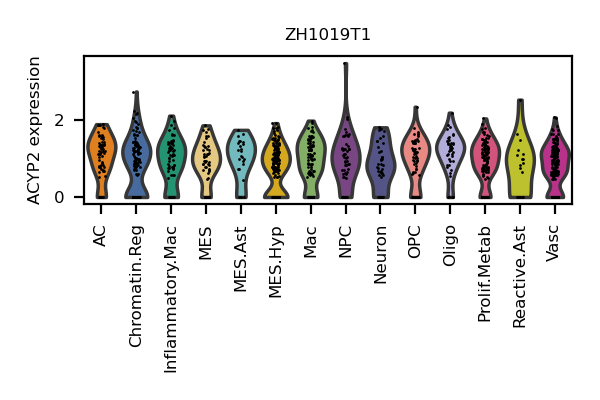 ZH1019T1
ACYP2 expression
2
0
AC
Chromatin.Reg
Inflammatory.Mac
MES
MES.Ast
MES.Hyp
Mac
NPC
Neuron
OPC
Oligo
Prolif.Metab
Reactive.Ast
Vasc